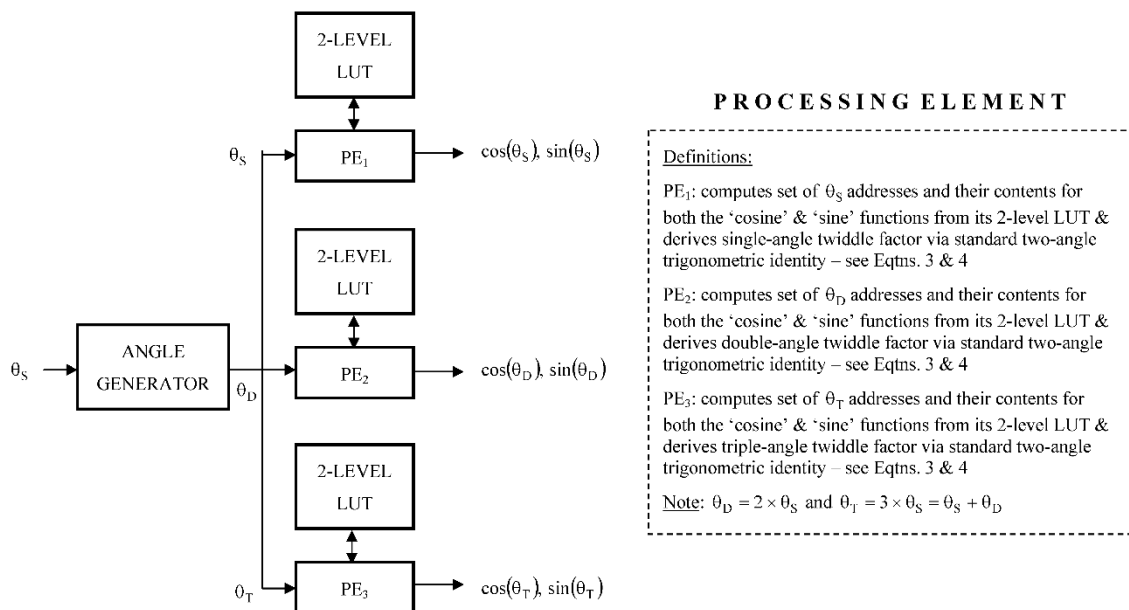 2-LEVEL
LUT
θS
PE1
cos(θS), sin(θS)
2-LEVEL
LUT
θS
ANGLE
GENERATOR
θD
PE2
cos(θD), sin(θD)
2-LEVEL
LUT
θT
PE3
cos(θT), sin(θT)
PROCESSING ELEMENT
Definitions:
PE1: computes set of θS addresses and their contents for
both the ‘cosine’ & ‘sine’ functions from its 2-level LUT &
derives single-angle twiddle factor via standard two-angle
trigonometric identity – see Eqtns. 3 & 4
PE2: computes set of θD addresses and their contents for
both the ‘cosine’ & ‘sine’ functions from its 2-level LUT &
derives double-angle twiddle factor via standard two-angle
trigonometric identity – see Eqtns. 3 & 4
PE3: computes set of θT addresses and their contents for
both the ‘cosine’ & ‘sine’ functions from its 2-level LUT &
derives triple-angle twiddle factor via standard two-angle
trigonometric identity – see Eqtns. 3 & 4
Note: θD = 2 × θS and θT = 3 × θS = θS + θD